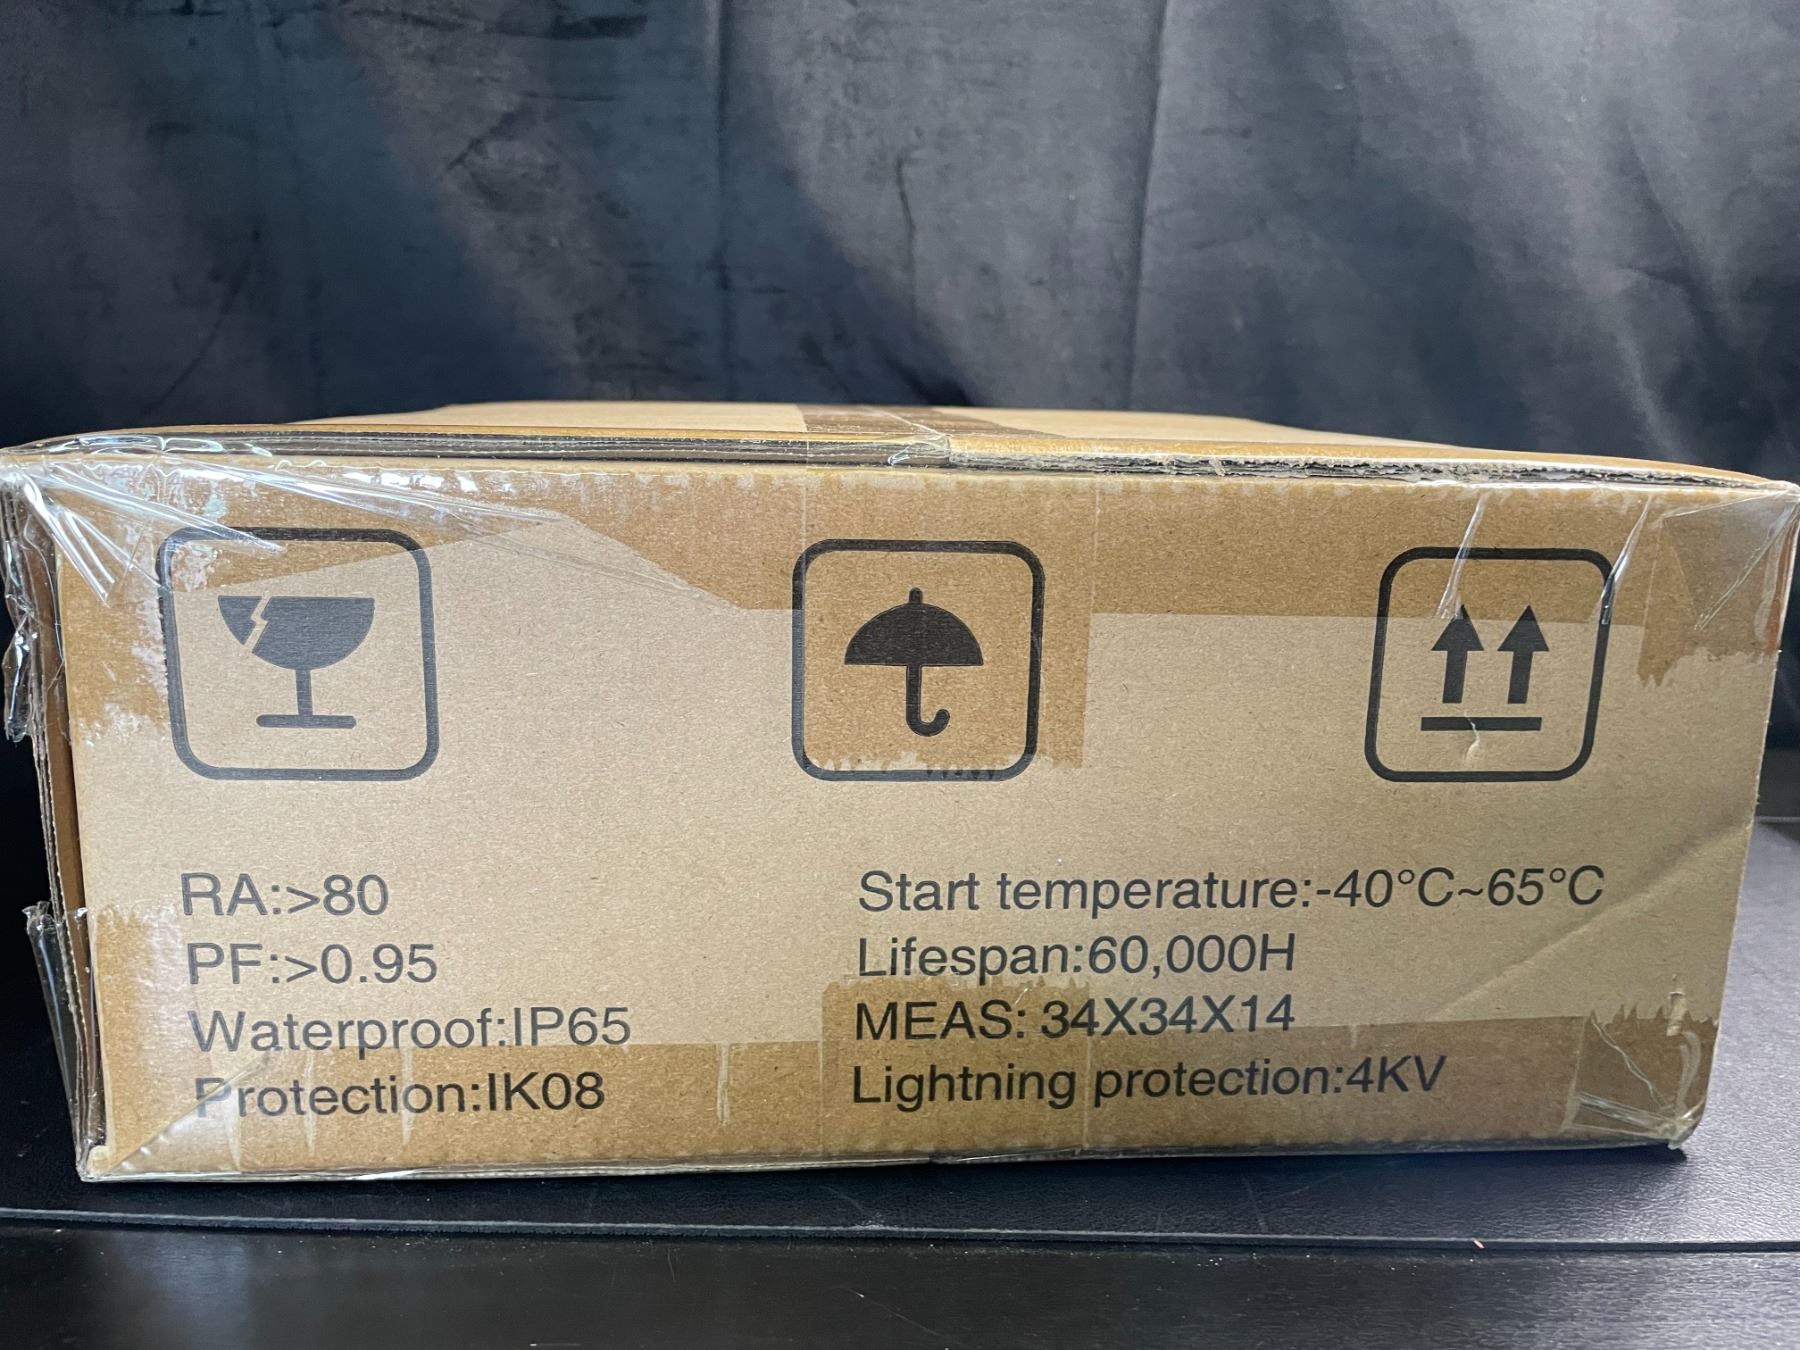 RA:>80
PF:>0.95
Waterproof:IP65
Protection:IK08
Start temperature:-40°C~65°C
Lifespan:60,000H
MEAS: 34X34X14
Lightning protection:4KV